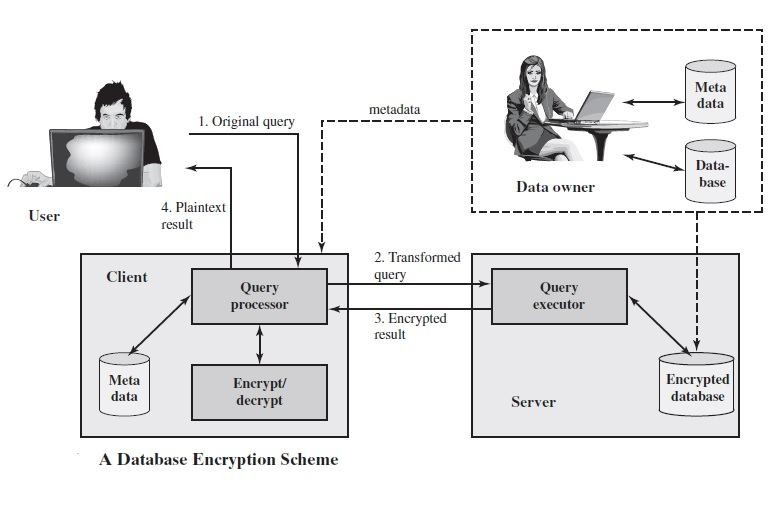 1. Original query
metadata
Meta
data
Data-
base
Data owner
User
4. Plaintext
result
Client
Query
processor
2. Transformed
query
3. Encrypted
result
Query
executor
Meta
data
Encrypt/
decrypt
Server
Encrypted
database
A Database Encryption Scheme